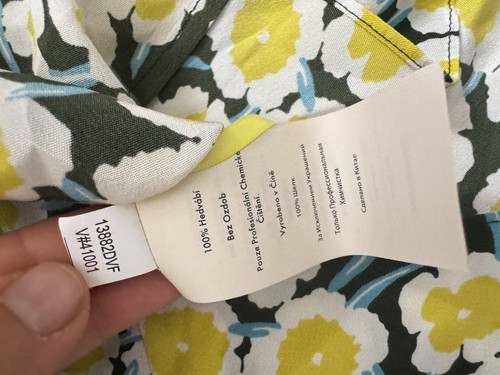 100% Hedvábí
Bez Ozdob
Pouze Profesionální Chemické
Čištění.
Vyrobeno v Číně
100% Шелк
За Исключением Украшений
Только Профессиональная
Химчистка
Сделано в Китае
13882DVF
V#41001